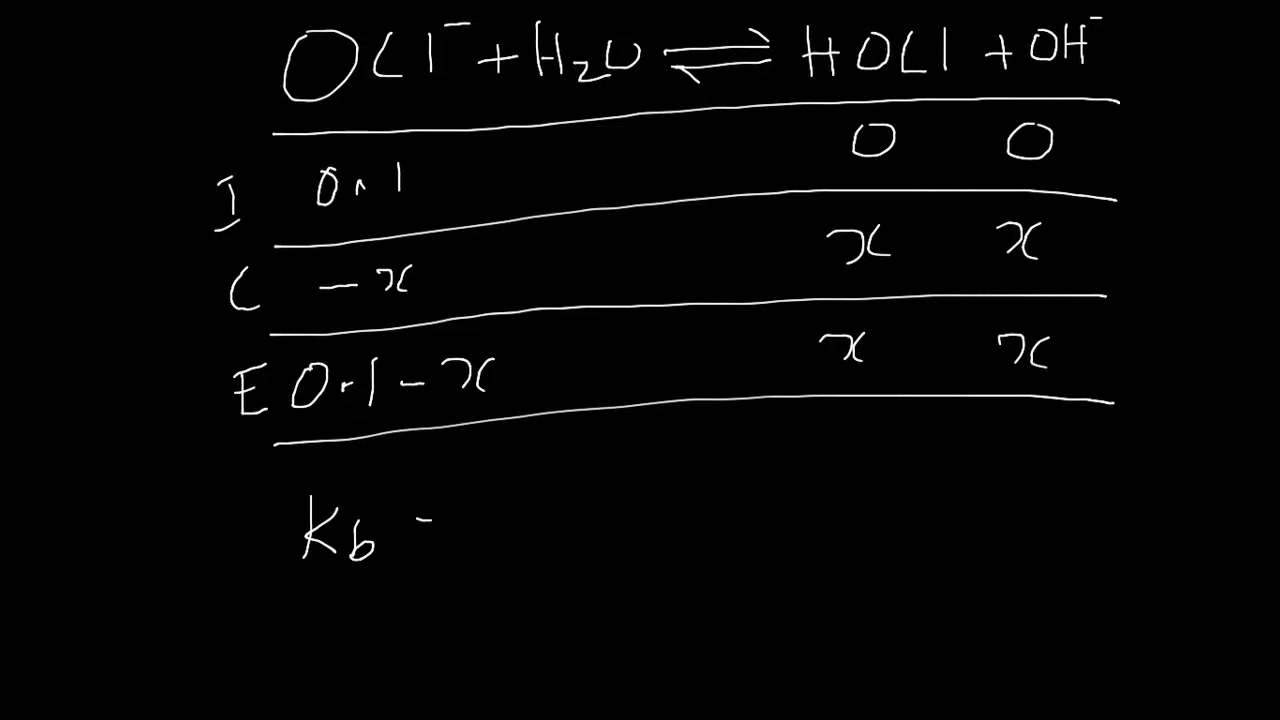 OCl⁻ + H₂O ⇌ HOCl + OH⁻
I 0.1 0 0
C -x x x
E 0.1-x x x
Kb -